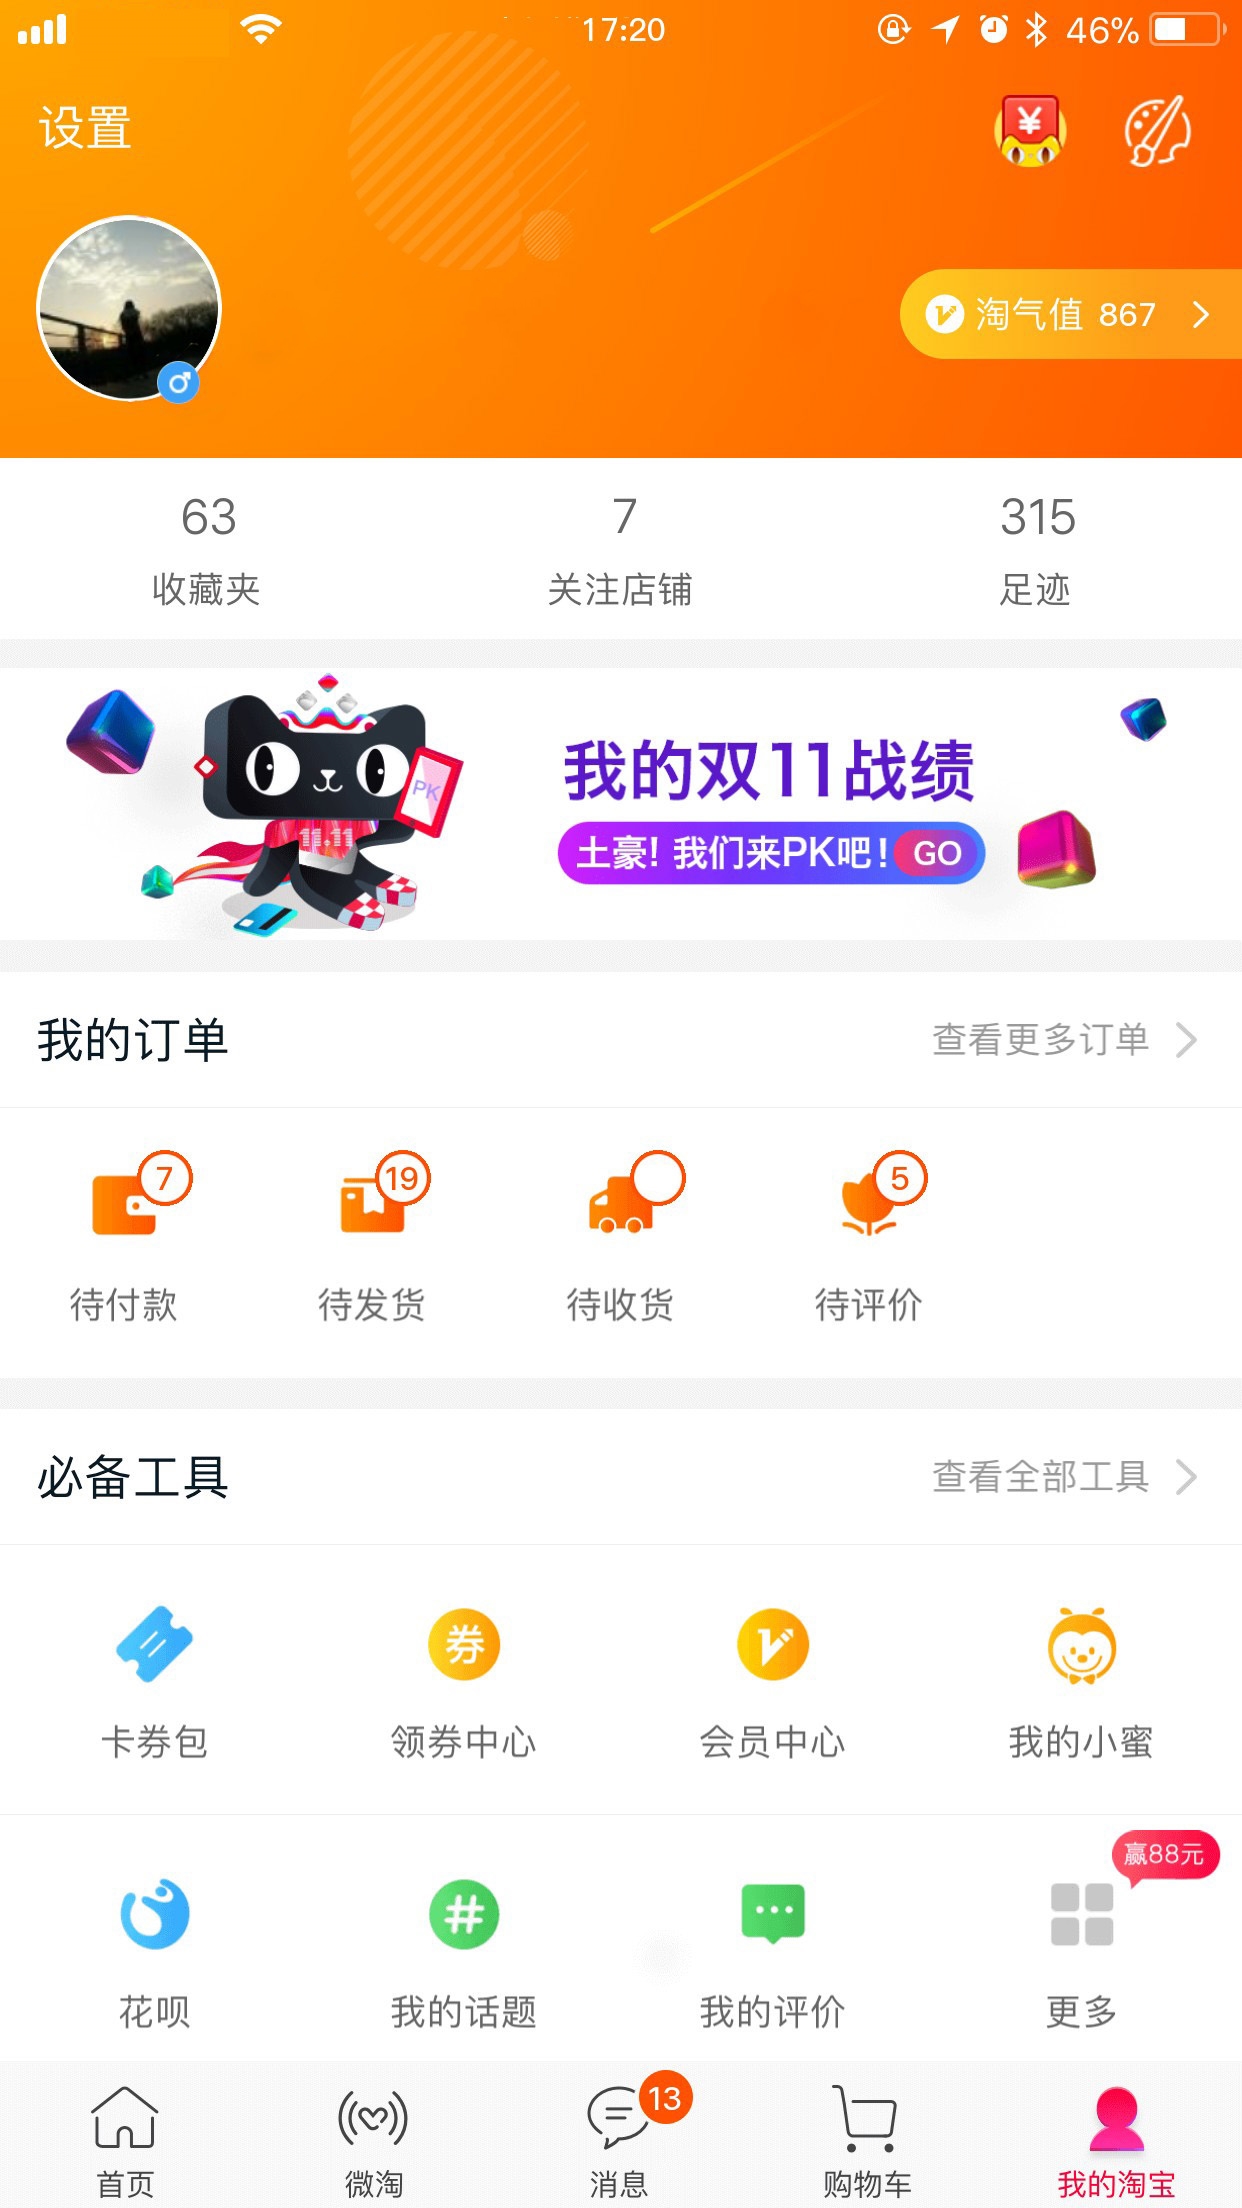 17:20 46%
设置
淘气值 867
63 7 315
收藏夹 关注店铺 足迹
PK
11.11
我的双11战绩
土豪! 我们来PK吧! GO
我的订单 查看更多订单
7 19 5
待付款 待发货 待收货 待评价
必备工具 查看全部工具
券
卡券包 领券中心 会员中心 我的小蜜
赢88元
花呗 我的话题 我的评价 更多
13
首页 微淘 消息 购物车 我的淘宝